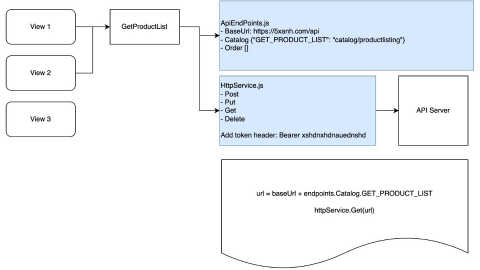 View 1
GetProductList
ApiEndPoints.js
- BaseUrl: https://5xanh.com/api
- Catalog {"GET_PRODUCT_LIST": "catalog/productlisting"}
- Order []
View 2
HttpService.js
- Post
- Put
- Get
- Delete
Add token header: Bearer xshdnxhdnauednshd
API Server
View 3
url = baseUrl + endpoints.Catalog.GET_PRODUCT_LIST
httpService.Get(url)